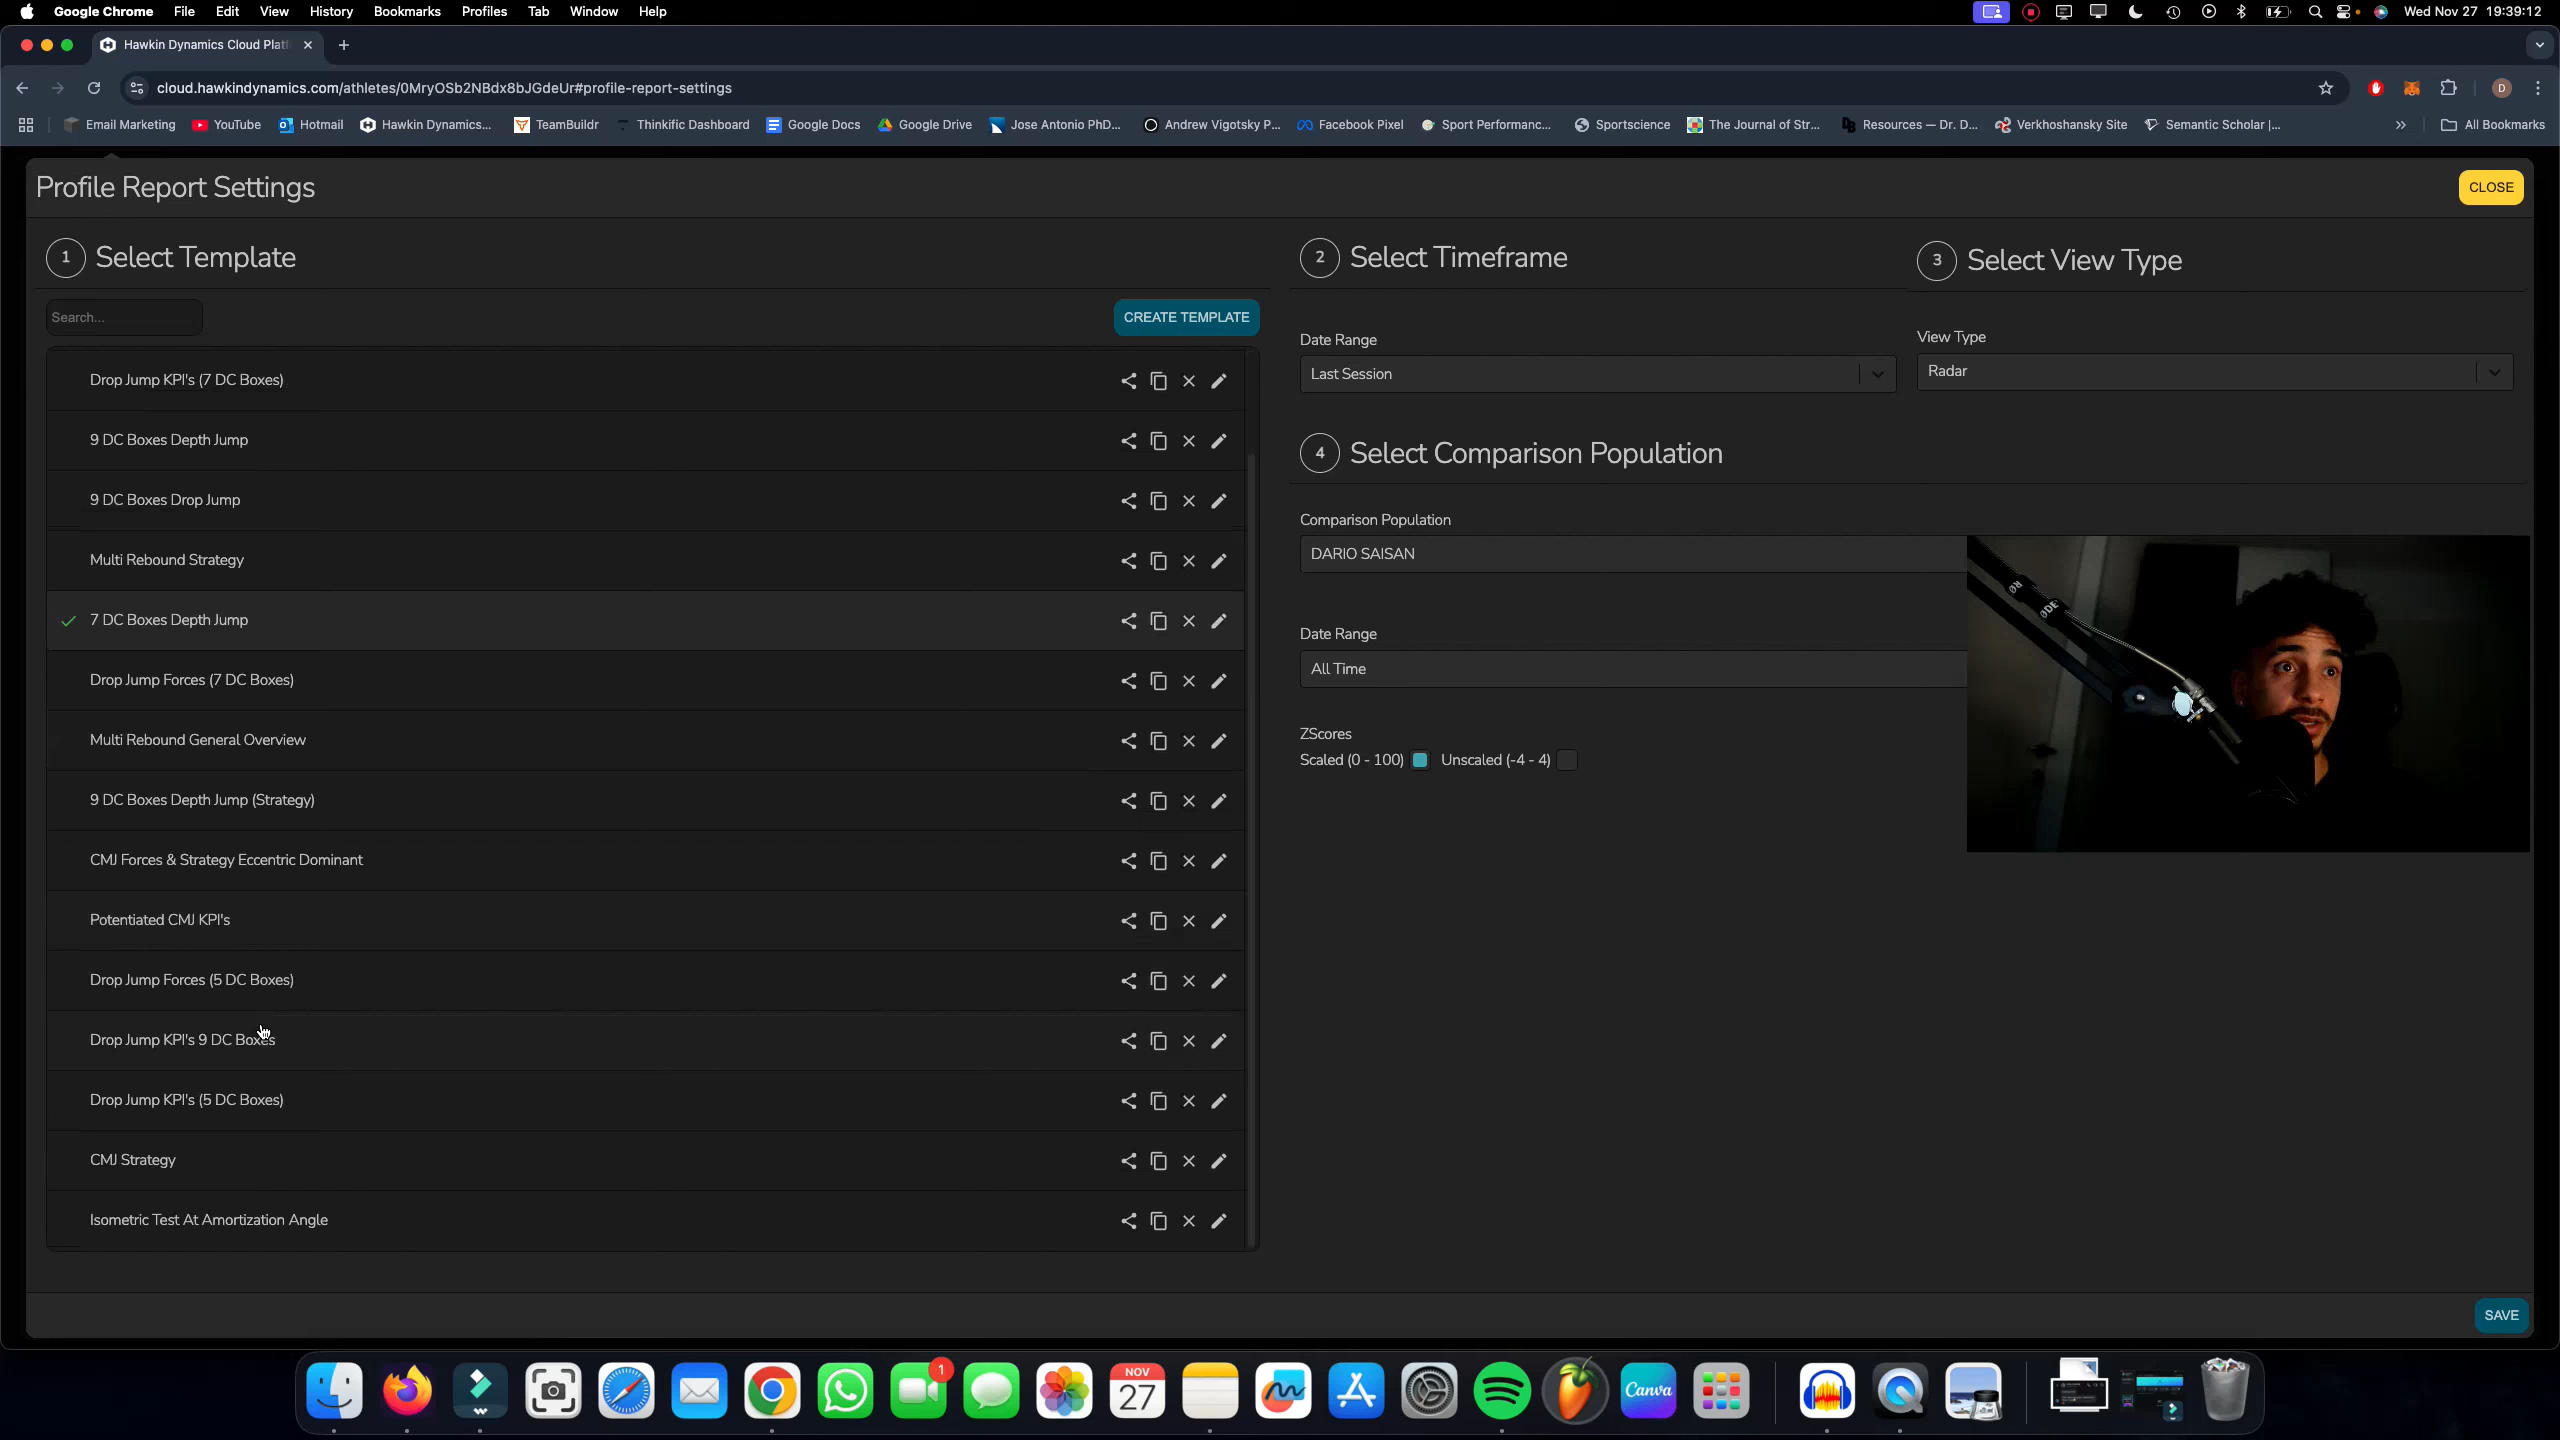 Google Chrome File Edit View History Bookmarks Profiles Tab Window Help Wed Nov 27 19:39:12
Hawkin Dynamics Cloud Plat
cloud.hawkindynamics.com/athletes/0MryOSb2NBdx8bJGdeUr#profile-report-settings D
Email Marketing YouTube Hotmail Hawkin Dynamics... TeamBuildr Thinkific Dashboard Google Docs Google Drive Jose Antonio PhD... Andrew Vigotsky P... Facebook Pixel Sport Performanc... Sportscience The Journal of Str... Resources — Dr. D... Verkhoshansky Site Semantic Scholar |... » All Bookmarks
Profile Report Settings CLOSE
1 Select Template
Search... CREATE TEMPLATE
Drop Jump KPI's (7 DC Boxes)
9 DC Boxes Depth Jump
9 DC Boxes Drop Jump
Multi Rebound Strategy
7 DC Boxes Depth Jump
Drop Jump Forces (7 DC Boxes)
Multi Rebound General Overview
9 DC Boxes Depth Jump (Strategy)
CMJ Forces & Strategy Eccentric Dominant
Potentiated CMJ KPI's
Drop Jump Forces (5 DC Boxes)
Drop Jump KPI's 9 DC Boxes
Drop Jump KPI's (5 DC Boxes)
CMJ Strategy
Isometric Test At Amortization Angle
2 Select Timeframe
Date Range
Last Session
3 Select View Type
View Type
Radar
4 Select Comparison Population
Comparison Population
DARIO SAISAN
Date Range
All Time
ZScores
Scaled (0 - 100) Unscaled (-4 - 4)
RØ
ØDE
SAVE
1
NOV
27
Canva